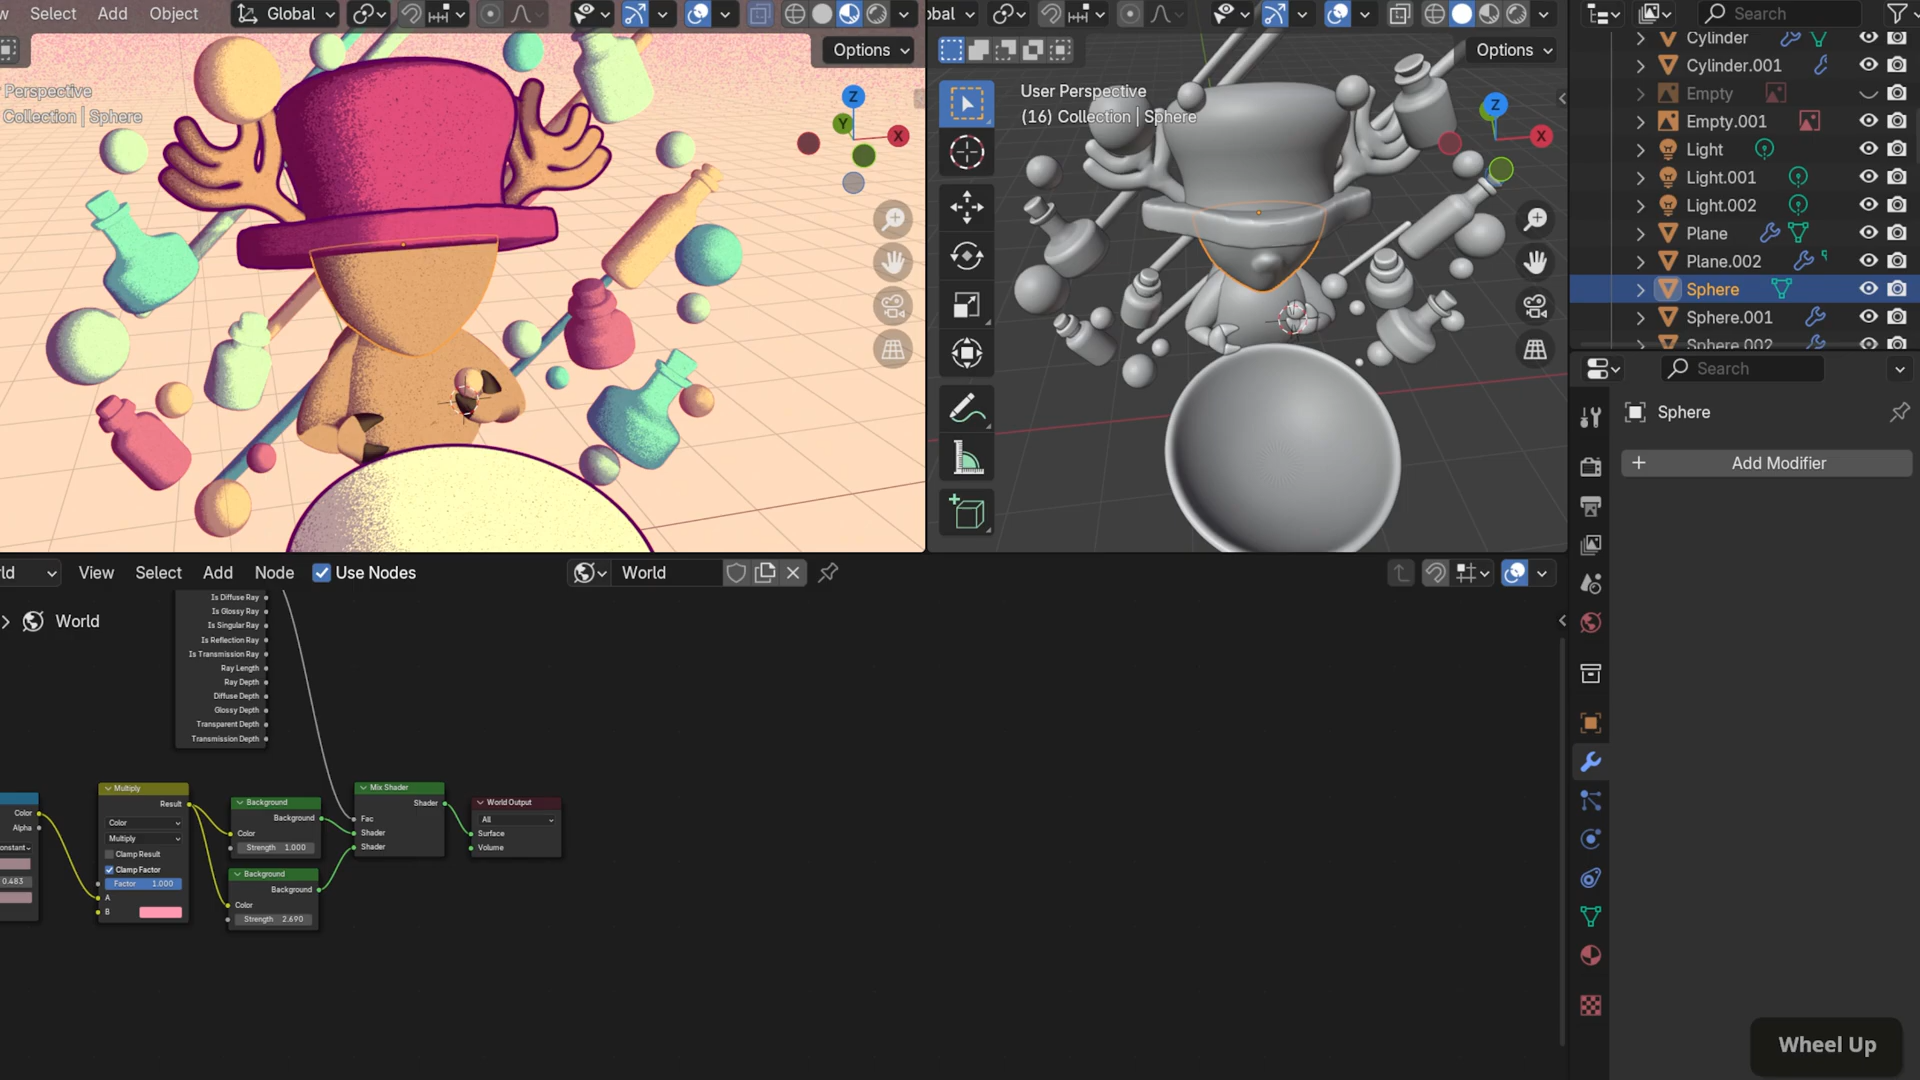 Select Add Object Global
Options
Perspective
Collection | Sphere
Z
Y
X
Options
User Perspective
(16) Collection | Sphere
Z
X
Search
Cylinder
Cylinder.001
Empty
Empty.001
Light
Light.001
Light.002
Plane
Plane.002
Sphere
Sphere.001
Sphere.002
Search
Sphere
Add Modifier
View Select Add Node Use Nodes World
World
Is Diffuse Ray
Is Glossy Ray
Is Singular Ray
Is Reflection Ray
Is Transmission Ray
Ray Length
Ray Depth
Diffuse Depth
Glossy Depth
Transparent Depth
Transmission Depth
Color
Alpha
0.483
Multiply
Result
Color
Multiply
Clamp Result
Clamp Factor
Factor 1.000
A
B
Background
Background
Color
Strength 1.000
Background
Background
Color
Strength 2.690
Mix Shader
Shader
Fac
Shader
Shader
World Output
All
Surface
Volume
Wheel Up